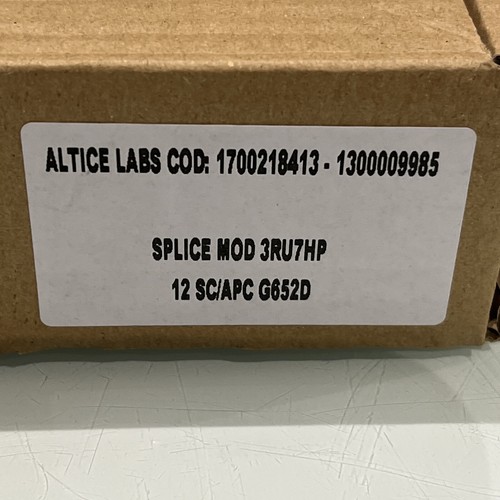 ALTICE LABS COD: 1700218413 - 1300009985
SPLICE MOD 3RU7HP
12 SC/APC G652D